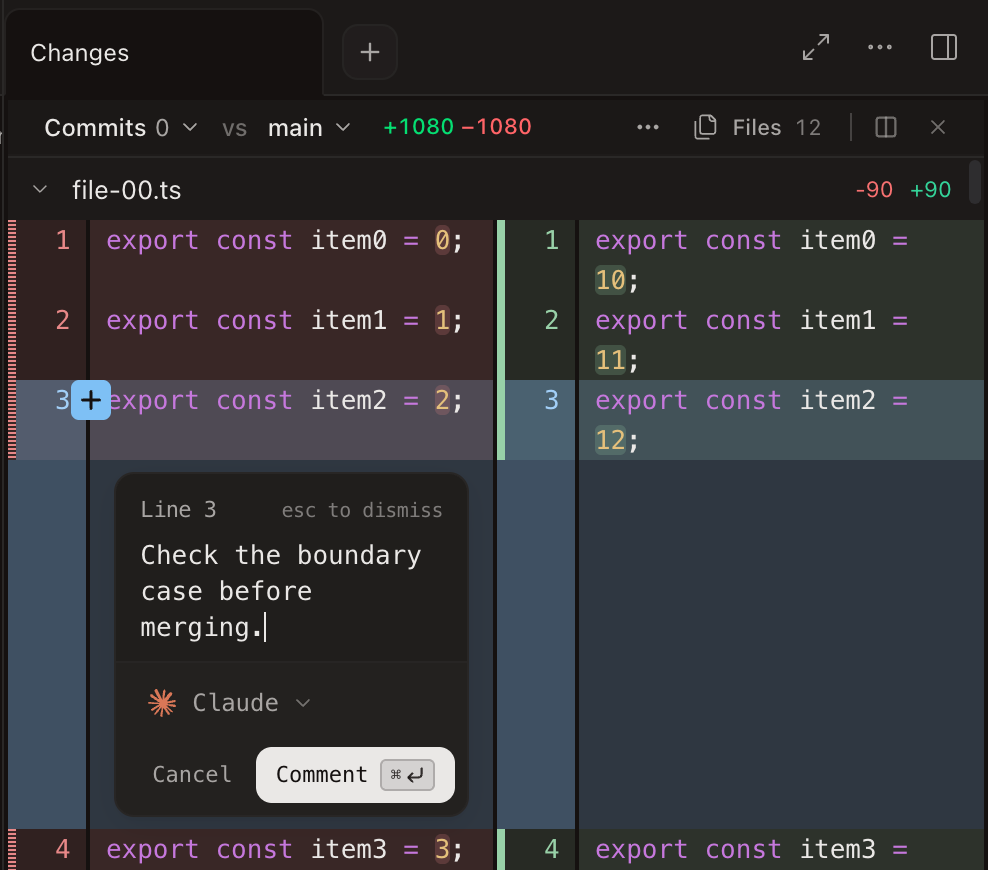 Changes
Commits 0 vs main +1080 −1080 Files 12
file-00.ts -90 +90
1 export const item0 = 0;
1 export const item0 =
10;
2 export const item1 = 1;
2 export const item1 =
11;
3 export const item2 = 2;
3 export const item2 =
12;
Line 3 esc to dismiss
Check the boundary
case before
merging.
Claude
Cancel Comment ⌘
4 export const item3 = 3;
4 export const item3 =